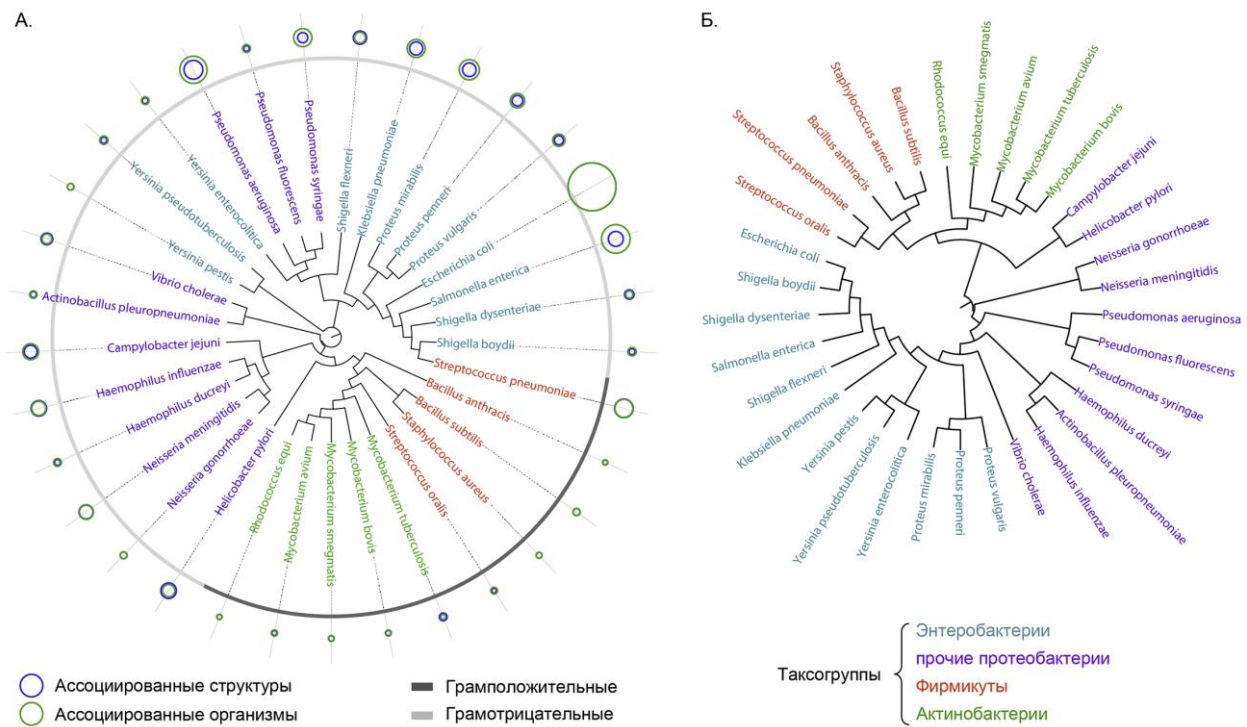 А.
Pseudomonas aeruginosa
Pseudomonas fluorescens
Pseudomonas syringae
Shigella flexneri
Klebsiella pneumoniae
Proteus mirabilis
Proteus penneri
Proteus vulgaris
Escherichia coli
Salmonella enterica
Shigella dysenteriae
Shigella boydii
Streptococcus pneumoniae
Bacillus anthracis
Bacillus subtilis
Staphylococcus aureus
Streptococcus oralis
Mycobacterium tuberculosis
Mycobacterium bovis
Mycobacterium smegmatis
Mycobacterium avium
Rhodococcus equi
Helicobacter pylori
Neisseria gonorrhoeae
Neisseria meningitidis
Haemophilus ducreyi
Haemophilus influenzae
Campylobacter jejuni
Actinobacillus pleuropneumoniae
Vibrio cholerae
Yersinia pestis
Yersinia pseudotuberculosis
Yersinia enterocolitica
Ассоциированные структуры
Ассоциированные организмы
Грамположительные
Грамотрицательные
Б.
Streptococcus oralis
Streptococcus pneumoniae
Bacillus anthracis
Staphylococcus aureus
Bacillus subtilis
Rhodococcus equi
Mycobacterium smegmatis
Mycobacterium avium
Mycobacterium tuberculosis
Mycobacterium bovis
Campylobacter jejuni
Helicobacter pylori
Neisseria gonorrhoeae
Neisseria meningitidis
Pseudomonas aeruginosa
Pseudomonas fluorescens
Pseudomonas syringae
Haemophilus ducreyi
Actinobacillus pleuropneumoniae
Haemophilus influenzae
Vibrio cholerae
Proteus vulgaris
Proteus penneri
Proteus mirabilis
Yersinia enterocolitica
Yersinia pseudotuberculosis
Yersinia pestis
Klebsiella pneumoniae
Shigella flexneri
Salmonella enterica
Shigella dysenteriae
Shigella boydii
Escherichia coli
Таксогруппы
Энтеробактерии
прочие протеобактерии
Фирмикуты
Актинобактерии